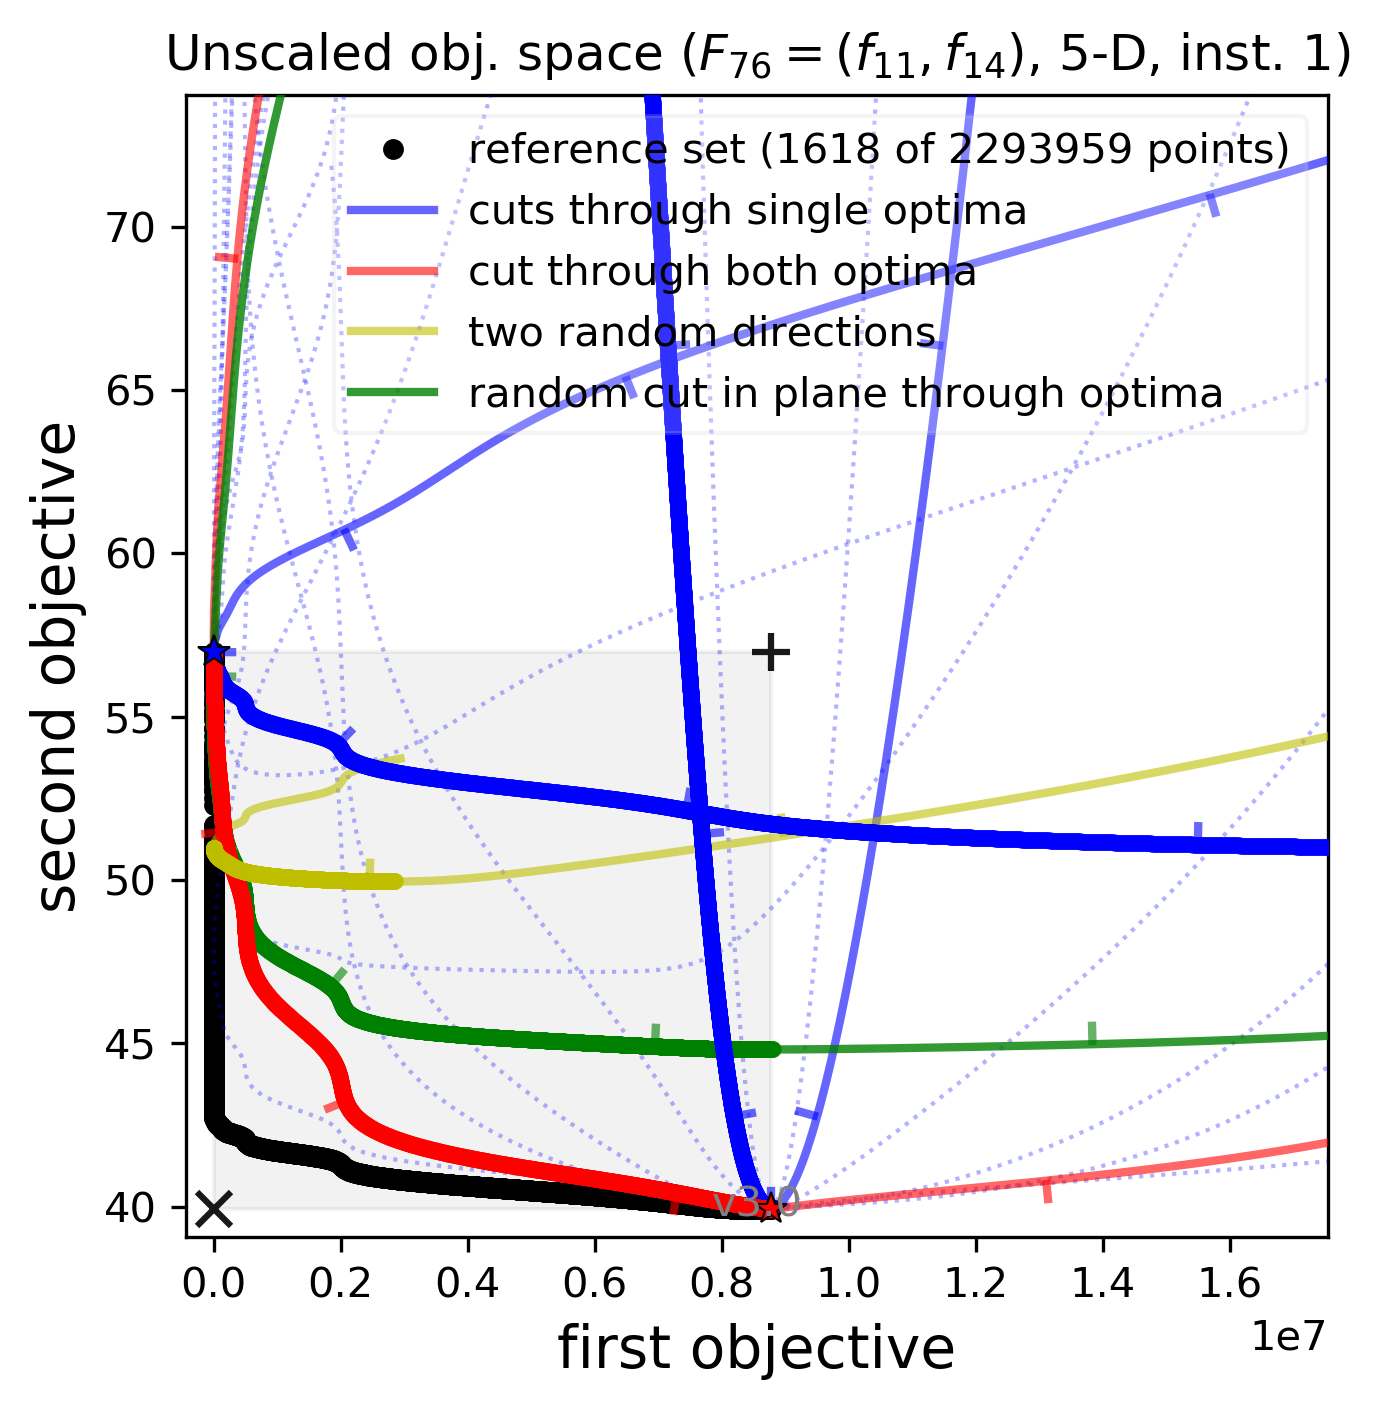 Unscaled obj. space (F₇₆ = (f₁₁, f₁₄), 5-D, inst. 1)
reference set (1618 of 2293959 points)
cuts through single optima
cut through both optima
two random directions
random cut in plane through optima
second objective
70
65
60
55
50
45
40
0.0 0.2 0.4 0.6 0.8 1.0 1.2 1.4 1.6
1e7
first objective